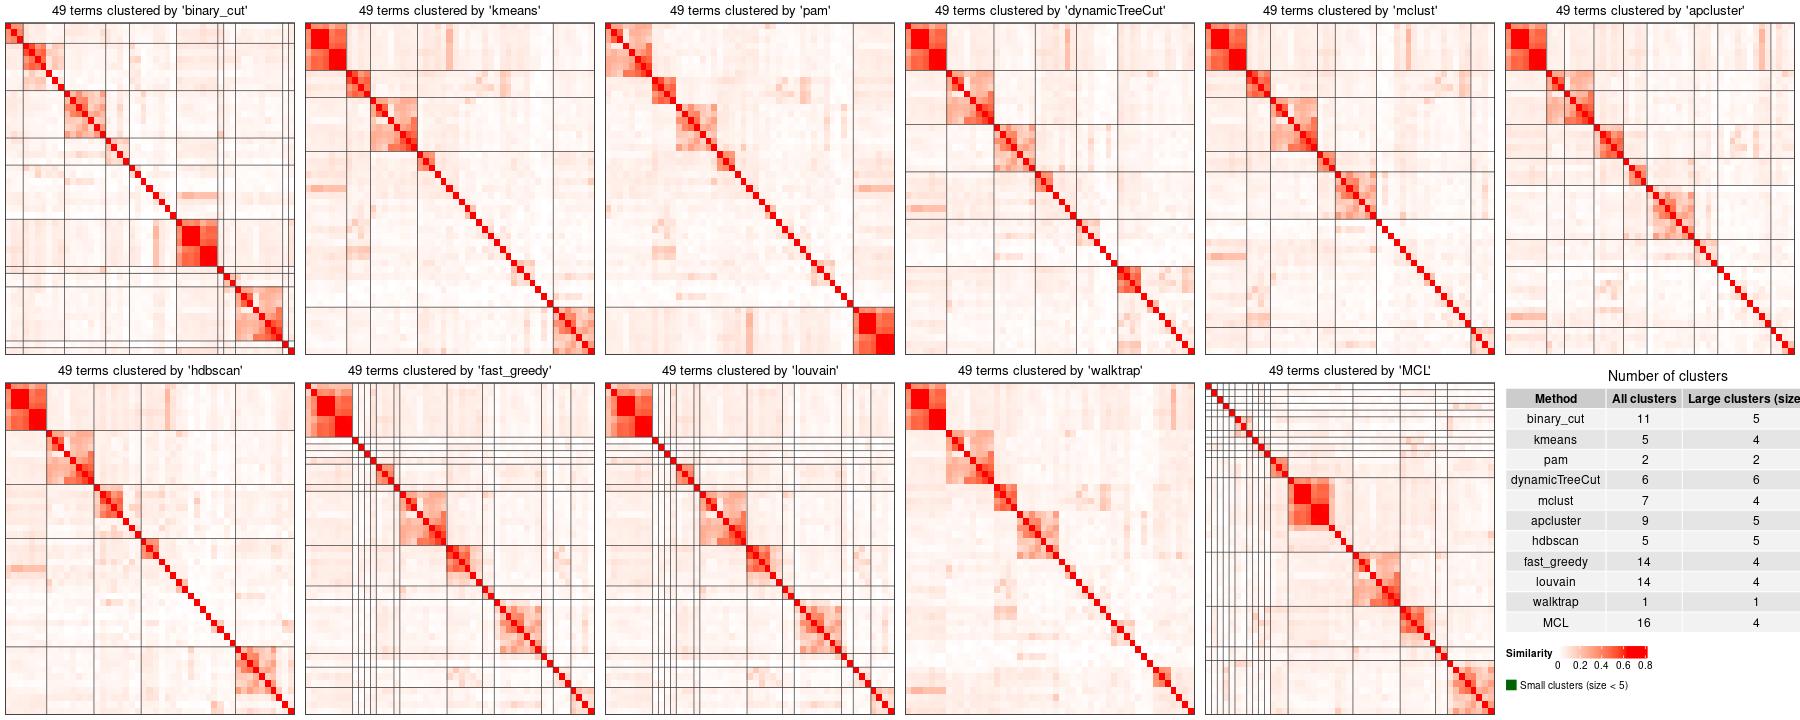 49 terms clustered by 'binary_cut'
49 terms clustered by 'kmeans'
49 terms clustered by 'pam'
49 terms clustered by 'dynamicTreeCut'
49 terms clustered by 'mclust'
49 terms clustered by 'apcluster'
49 terms clustered by 'hdbscan'
49 terms clustered by 'fast_greedy'
49 terms clustered by 'louvain'
49 terms clustered by 'walktrap'
49 terms clustered by 'MCL'
Number of clusters
Method All clusters Large clusters (size
binary_cut 11 5
kmeans 5 4
pam 2 2
dynamicTreeCut 6 6
mclust 7 4
apcluster 9 5
hdbscan 5 5
fast_greedy 14 4
louvain 14 4
walktrap 1 1
MCL 16 4
Similarity
0 0.2 0.4 0.6 0.8
Small clusters (size < 5)